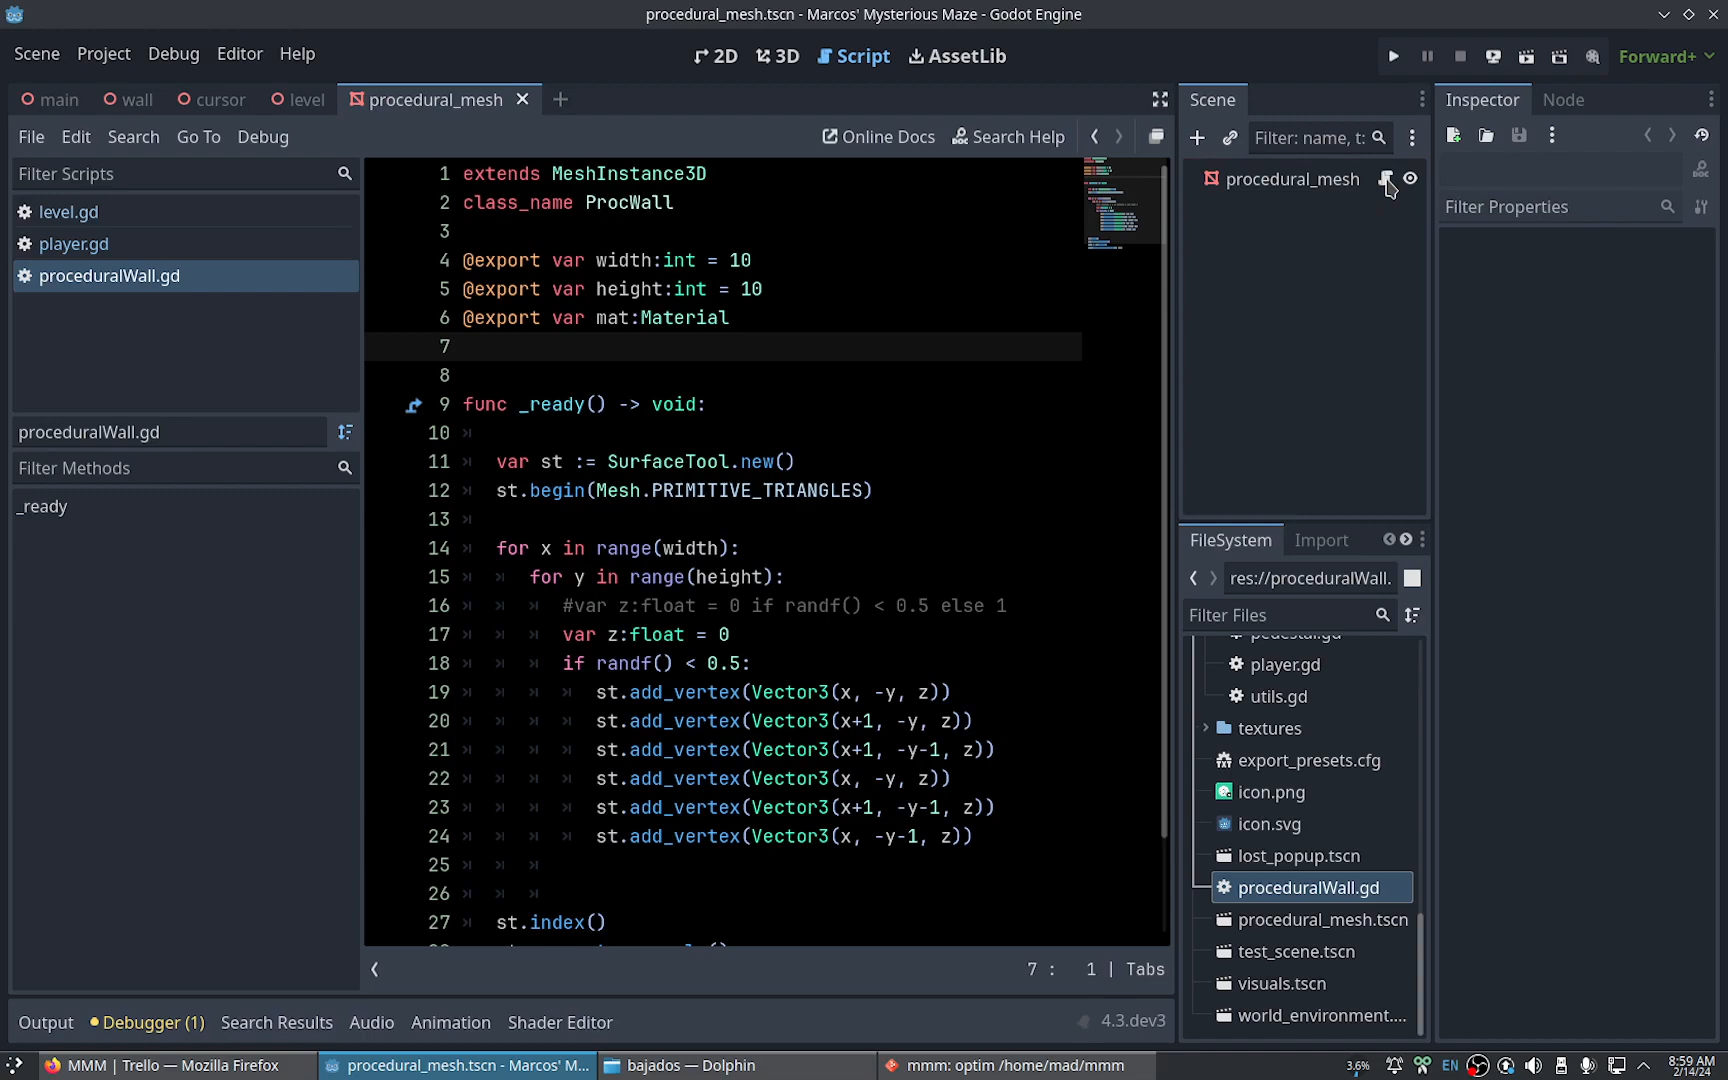 procedural_mesh.tscn - Marcos' Mysterious Maze - Godot Engine
Scene Project Debug Editor Help
2D 3D Script AssetLib
Forward+
main wall cursor level procedural_mesh
Scene
Inspector Node
File Edit Search Go To Debug
Online Docs Search Help
Filter: name, t:
Filter Scripts
level.gd
player.gd
proceduralWall.gd
proceduralWall.gd
Filter Methods
_ready
1 extends MeshInstance3D
2 class_name ProcWall
3
4 @export var width:int = 10
5 @export var height:int = 10
6 @export var mat:Material
7
8
9 func _ready() -> void:
10
11 var st := SurfaceTool.new()
12 st.begin(Mesh.PRIMITIVE_TRIANGLES)
13
14 for x in range(width):
15 for y in range(height):
16 #var z:float = 0 if randf() < 0.5 else 1
17 var z:float = 0
18 if randf() < 0.5:
19 st.add_vertex(Vector3(x, -y, z))
20 st.add_vertex(Vector3(x+1, -y, z))
21 st.add_vertex(Vector3(x+1, -y-1, z))
22 st.add_vertex(Vector3(x, -y, z))
23 st.add_vertex(Vector3(x+1, -y-1, z))
24 st.add_vertex(Vector3(x, -y-1, z))
25
26
27 st.index()
7 : 1 | Tabs
procedural_mesh
Filter Properties
FileSystem Import
res://proceduralWall.
Filter Files
pedestal.gd
player.gd
utils.gd
textures
export_presets.cfg
icon.png
icon.svg
lost_popup.tscn
proceduralWall.gd
procedural_mesh.tscn
test_scene.tscn
visuals.tscn
world_environment....
Output Debugger (1) Search Results Audio Animation Shader Editor
4.3.dev3
MMM | Trello — Mozilla Firefox
procedural_mesh.tscn - Marcos' M...
bajados — Dolphin
mmm: optim /home/mad/mmm
3.6%
EN
8:59 AM
2/14/24